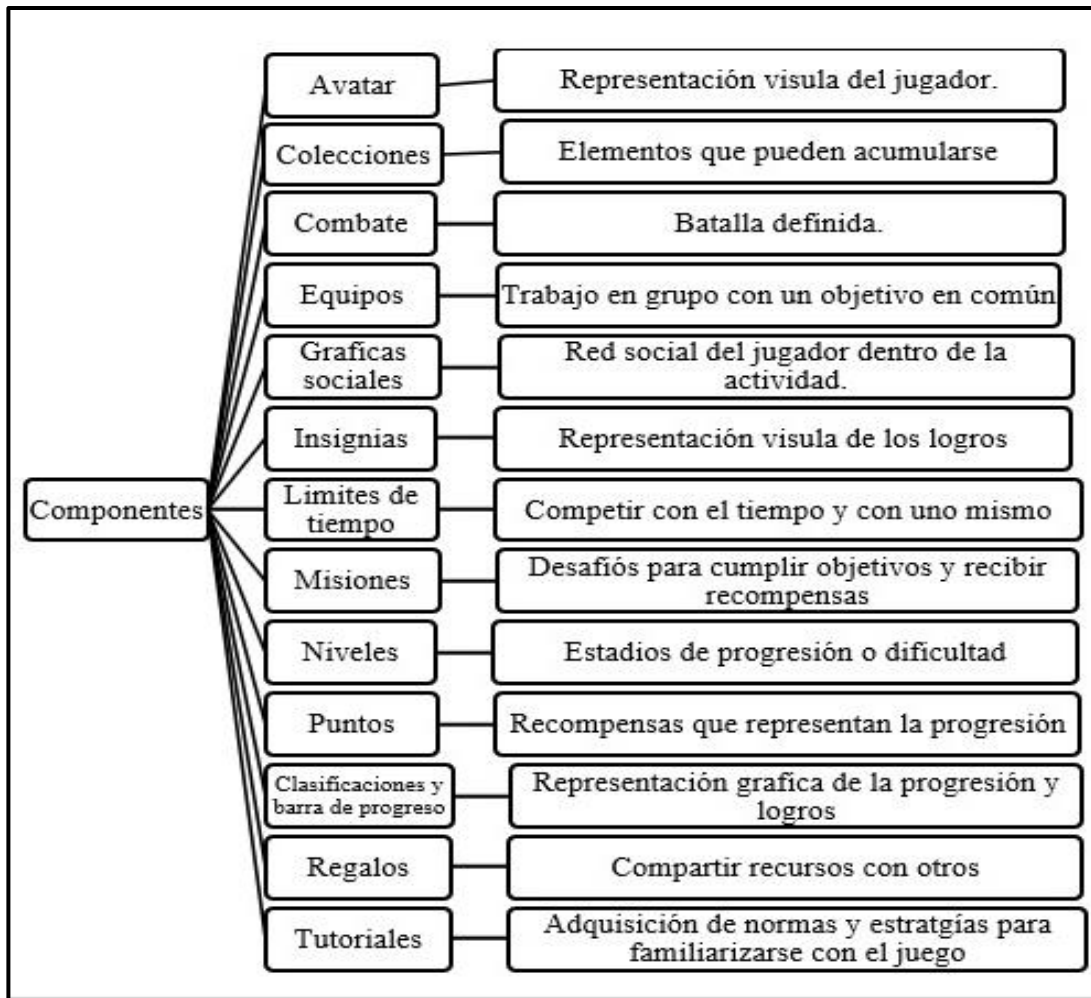 Avatar
Representación visula del jugador.
Colecciones
Elementos que pueden acumularse
Combate
Batalla definida.
Equipos
Trabajo en grupo con un objetivo en común
Graficas
sociales
Red social del jugador dentro de la
actividad.
Insignias
Representación visula de los logros
Componentes
Limites de
tiempo
Competir con el tiempo y con uno mismo
Misiones
Desafíós para cumplir objetivos y recibir
recompensas
Niveles
Estadios de progresión o dificultad
Puntos
Recompensas que representan la progresión
Clasificaciones y
barra de progreso
Representación grafica de la progresión y
logros
Regalos
Compartir recursos con otros
Tutoriales
Adquisición de normas y estratgías para
familiarizarse con el juego